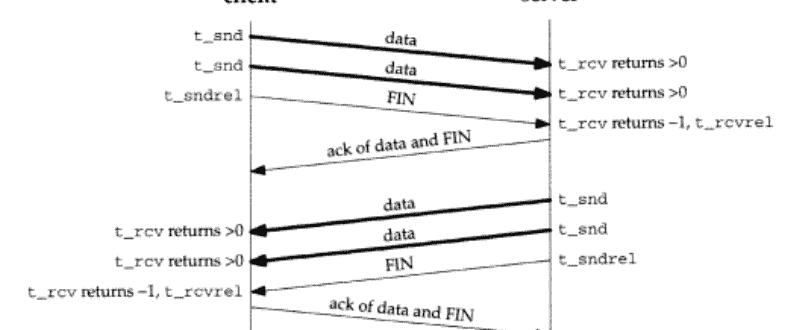 client server
t_snd data
t_rcv returns >0
t_snd data
t_rcv returns >0
t_sndrel FIN
t_rcv returns –1, t_rcvrel
ack of data and FIN
data t_snd
t_rcv returns >0
data t_snd
t_rcv returns >0
FIN t_sndrel
t_rcv returns –1, t_rcvrel
ack of data and FIN